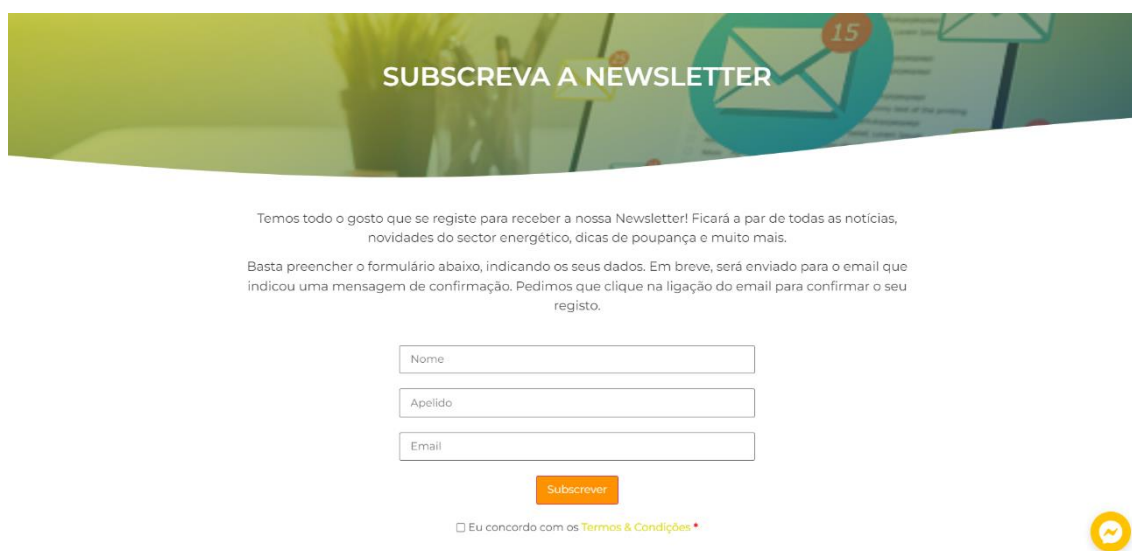 SUBSCREVA A NEWSLETTER
15
Temos todo o gosto que se registe para receber a nossa Newsletter! Ficará a par de todas as notícias,
novidades do sector energético, dicas de poupança e muito mais.
Basta preencher o formulário abaixo, indicando os seus dados. Em breve, será enviado para o email que
indicou uma mensagem de confirmação. Pedimos que clique na ligação do email para confirmar o seu
registo.
Nome
Apelido
Email
Subscrever
Eu concordo com os Termos & Condições *